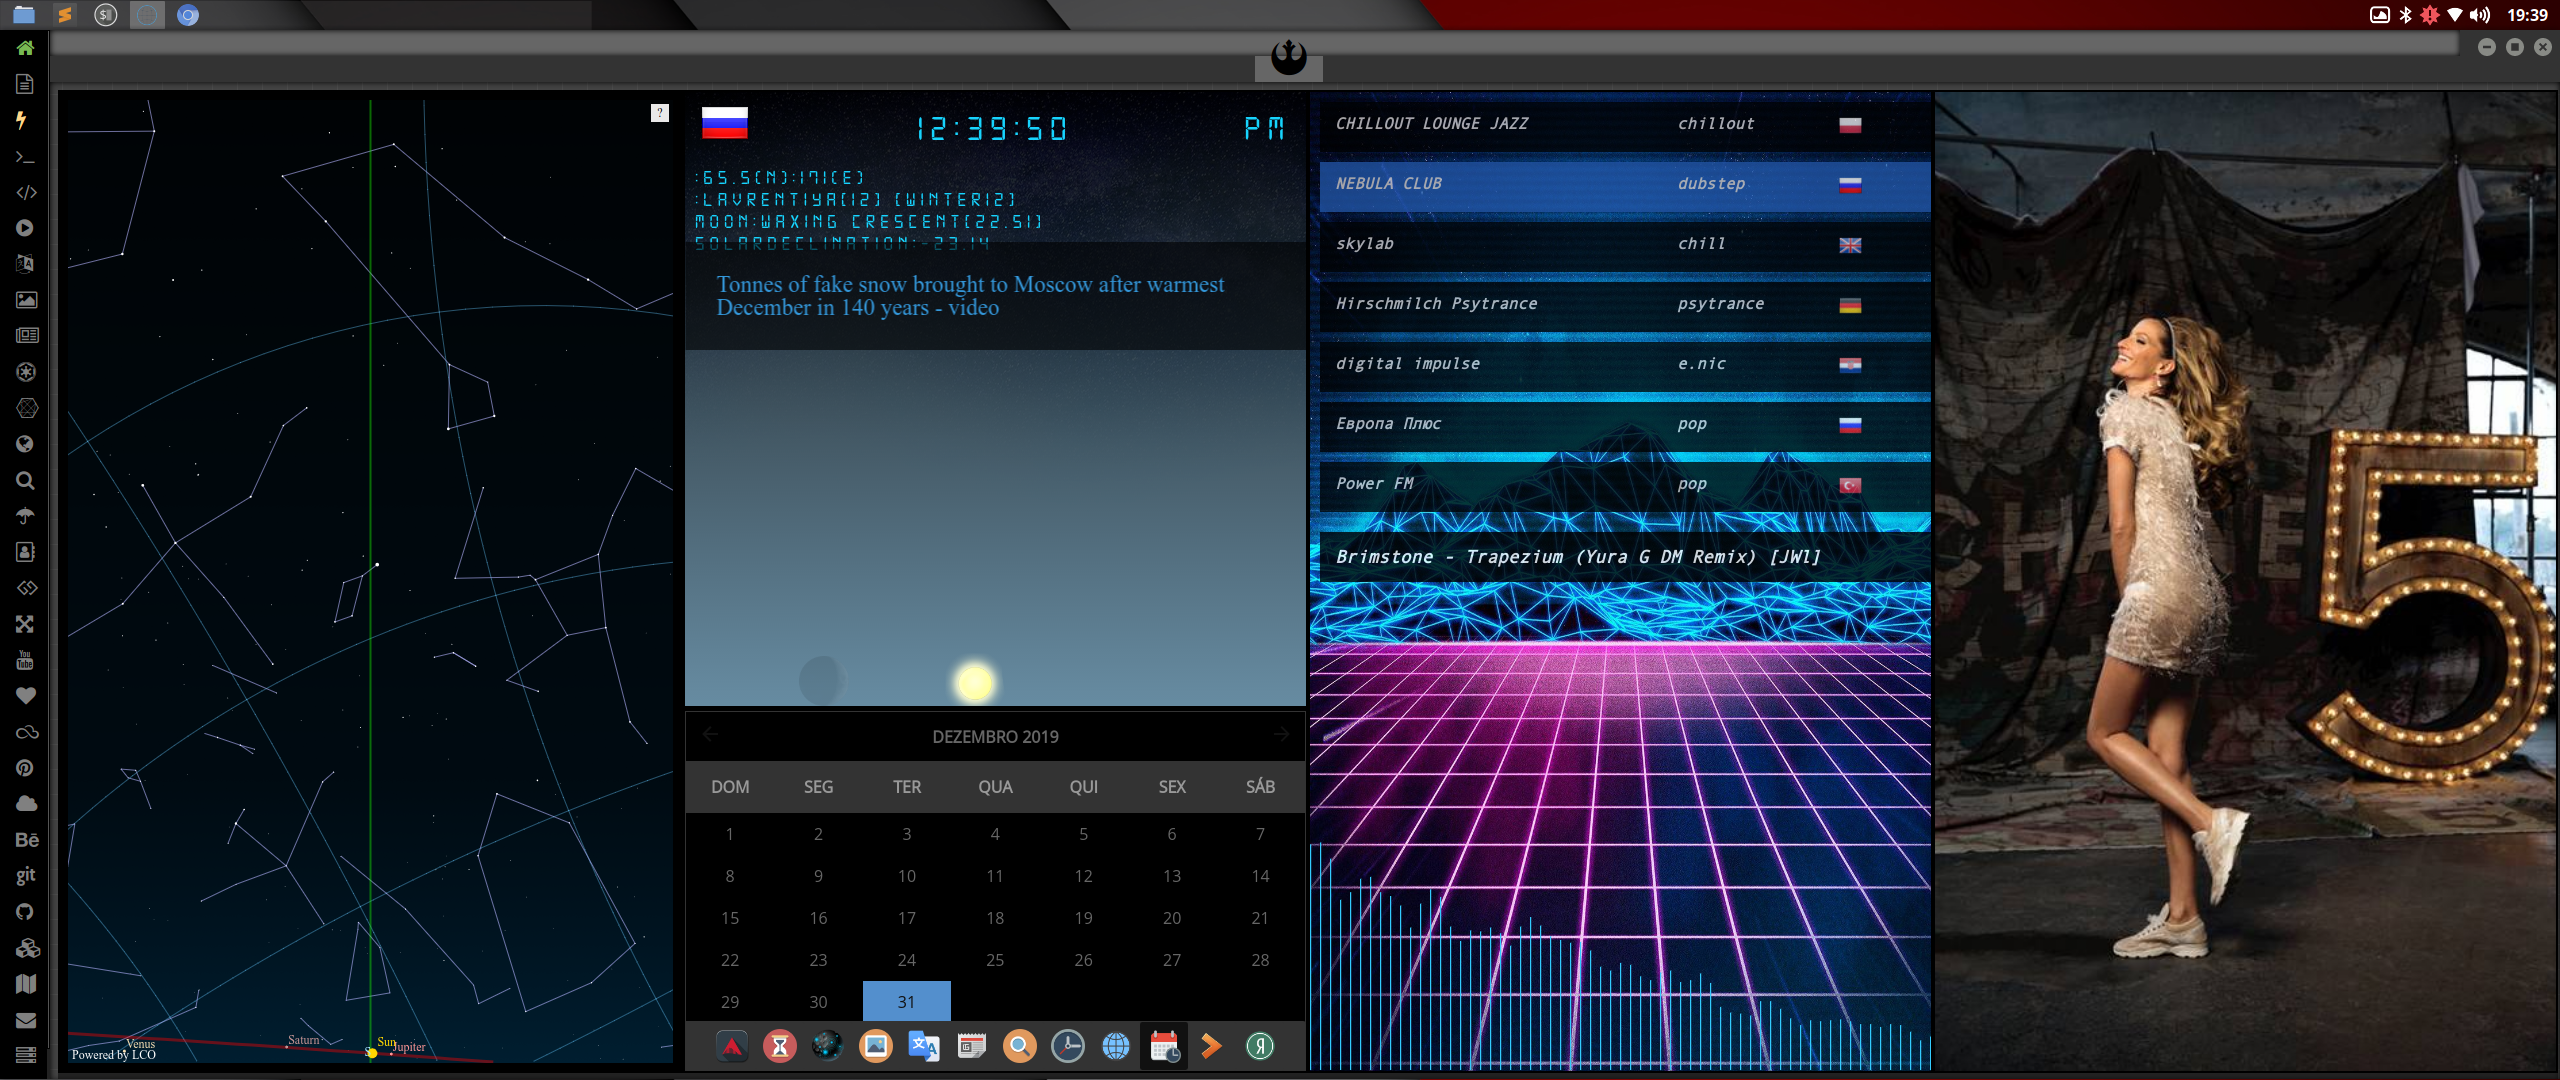 19:39
You
Tube
Bē
git
?
Saturn
Venus
Sun
Jupiter
Powered by LCO
12:39:50
PM
:65.5(N):171(E)
:LAVRENTIYA(12) (WINTER12)
MOON:WAXING CRESCENT(22.51)
SOLARDECLINATION:-23.14
Tonnes of fake snow brought to Moscow after warmest
December in 140 years - video
DEZEMBRO 2019
DOM SEG TER QUA QUI SEX SÁB
1 2 3 4 5 6 7
8 9 10 11 12 13 14
15 16 17 18 19 20 21
22 23 24 25 26 27 28
29 30 31
CHILLOUT LOUNGE JAZZ chillout
NEBULA CLUB dubstep
skylab chill
Hirschmilch Psytrance psytrance
digital impulse e.nic
Европа Плюс pop
Power FM pop
Brimstone - Trapezium (Yura G DM Remix) [JWl]
5